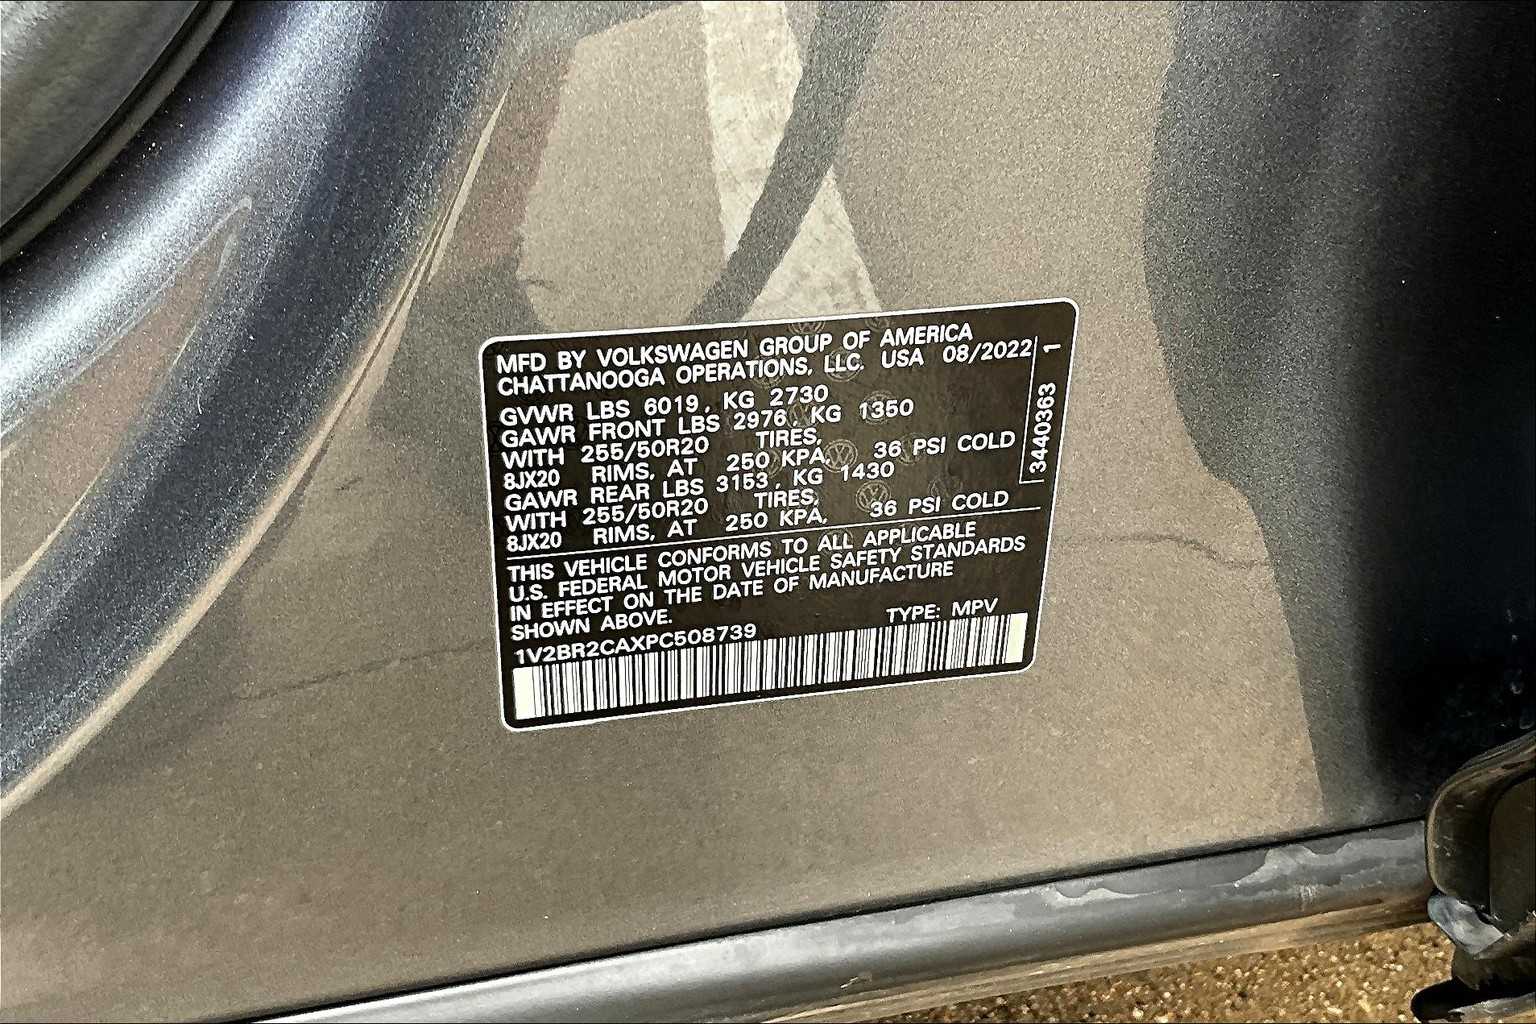 MFD BY VOLKSWAGEN GROUP OF AMERICA
CHATTANOOGA OPERATIONS, LLC. USA 08/2022
GVWR LBS 6019, KG 2730
GAWR FRONT LBS 2976, KG 1350
WITH 255/50R20 TIRES,
8JX20 RIMS, AT 250 KPA, 36 PSI COLD
GAWR REAR LBS 3153, KG 1430
WITH 255/50R20 TIRES,
8JX20 RIMS, AT 250 KPA, 36 PSI COLD
THIS VEHICLE CONFORMS TO ALL APPLICABLE
U.S. FEDERAL MOTOR VEHICLE SAFETY STANDARDS
IN EFFECT ON THE DATE OF MANUFACTURE
SHOWN ABOVE.
TYPE: MPV
1V2BR2CAXPC508739
3440363 1